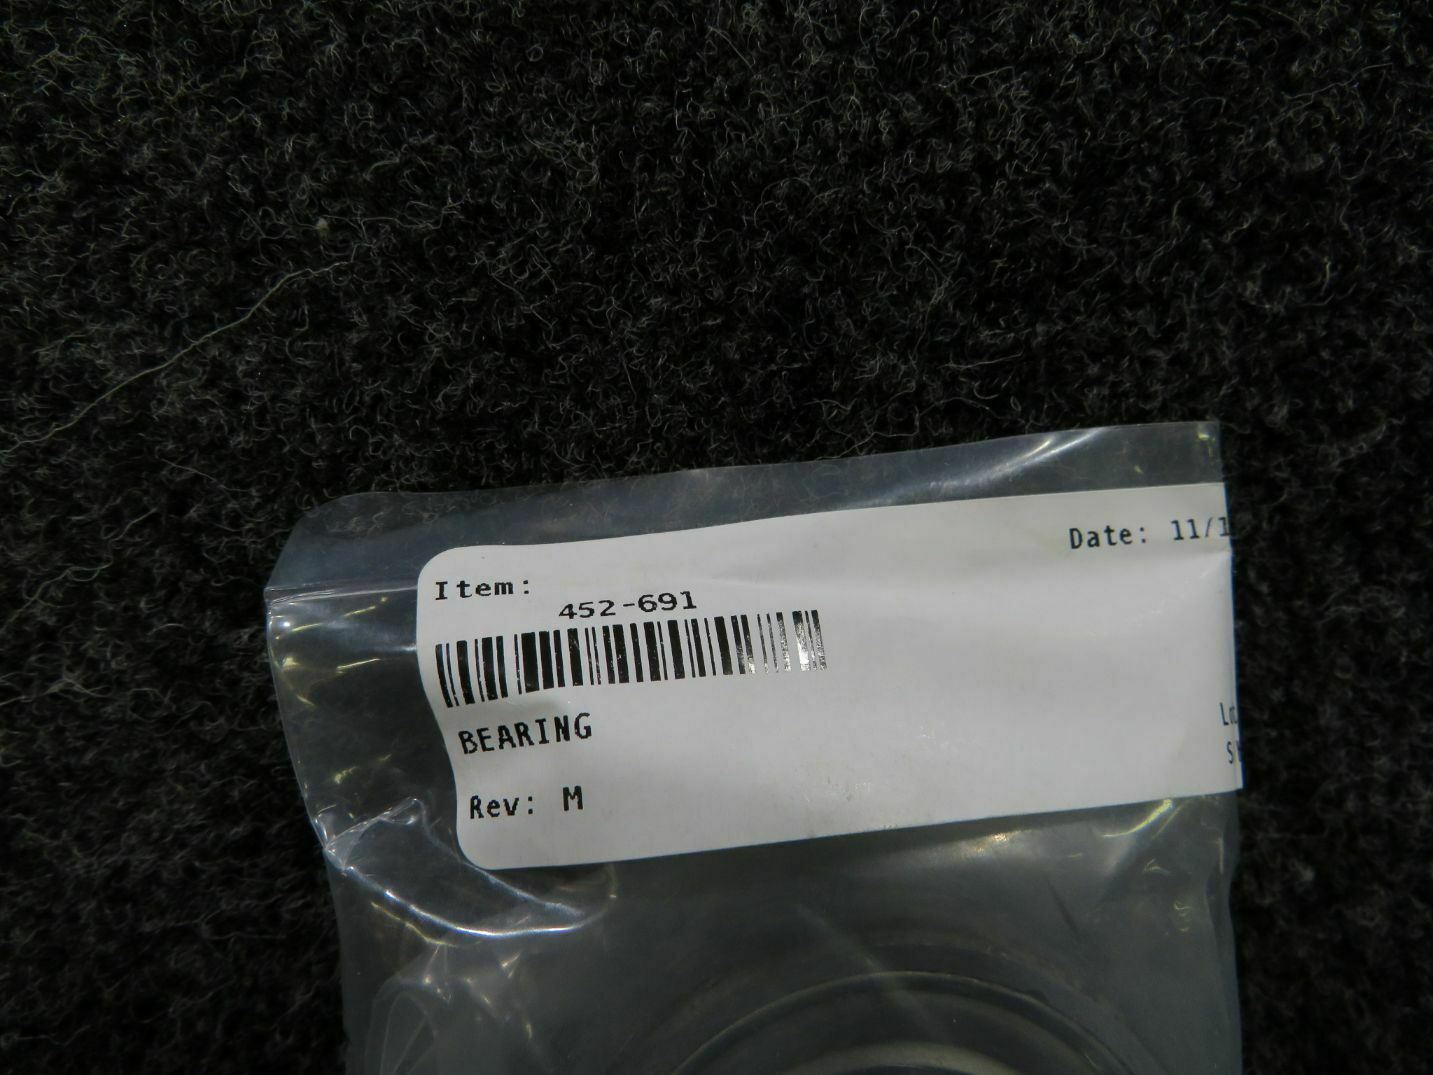 Date: 11/1
Item:
452-691
BEARING
Rev: M